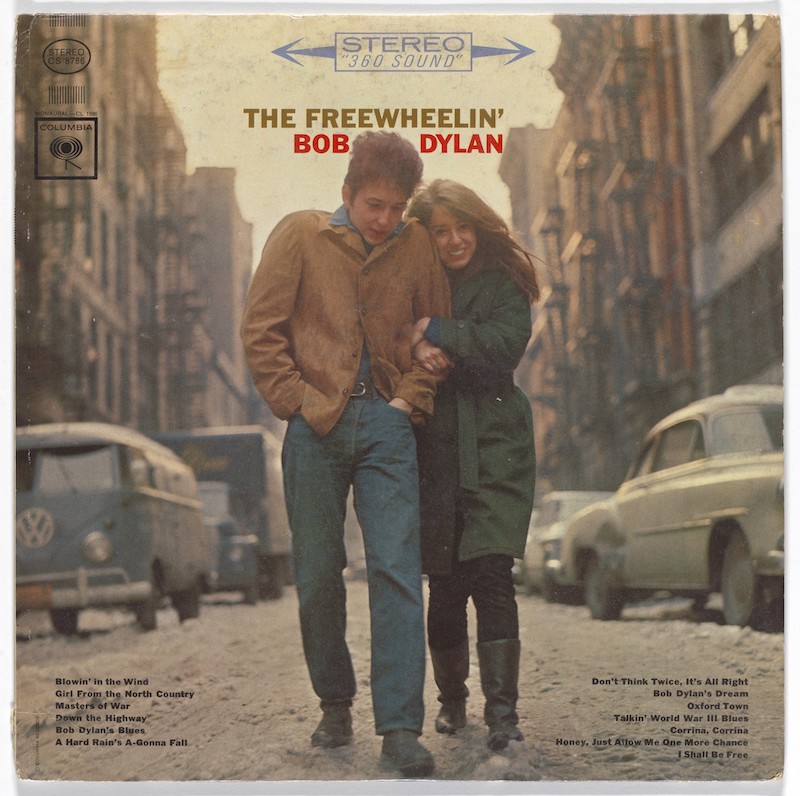 STEREO
"360 SOUND"
STEREO
CS 8786
COLUMBIA
THE FREEWHEELIN'
BOB DYLAN
Blowin' in the Wind
Girl From the North Country
Masters of War
Down the Highway
Bob Dylan's Blues
A Hard Rain's A-Gonna Fall
Don't Think Twice, It's All Right
Bob Dylan's Dream
Oxford Town
Talkin' World War III Blues
Corrina, Corrina
Honey, Just Allow Me One More Chance
I Shall Be Free